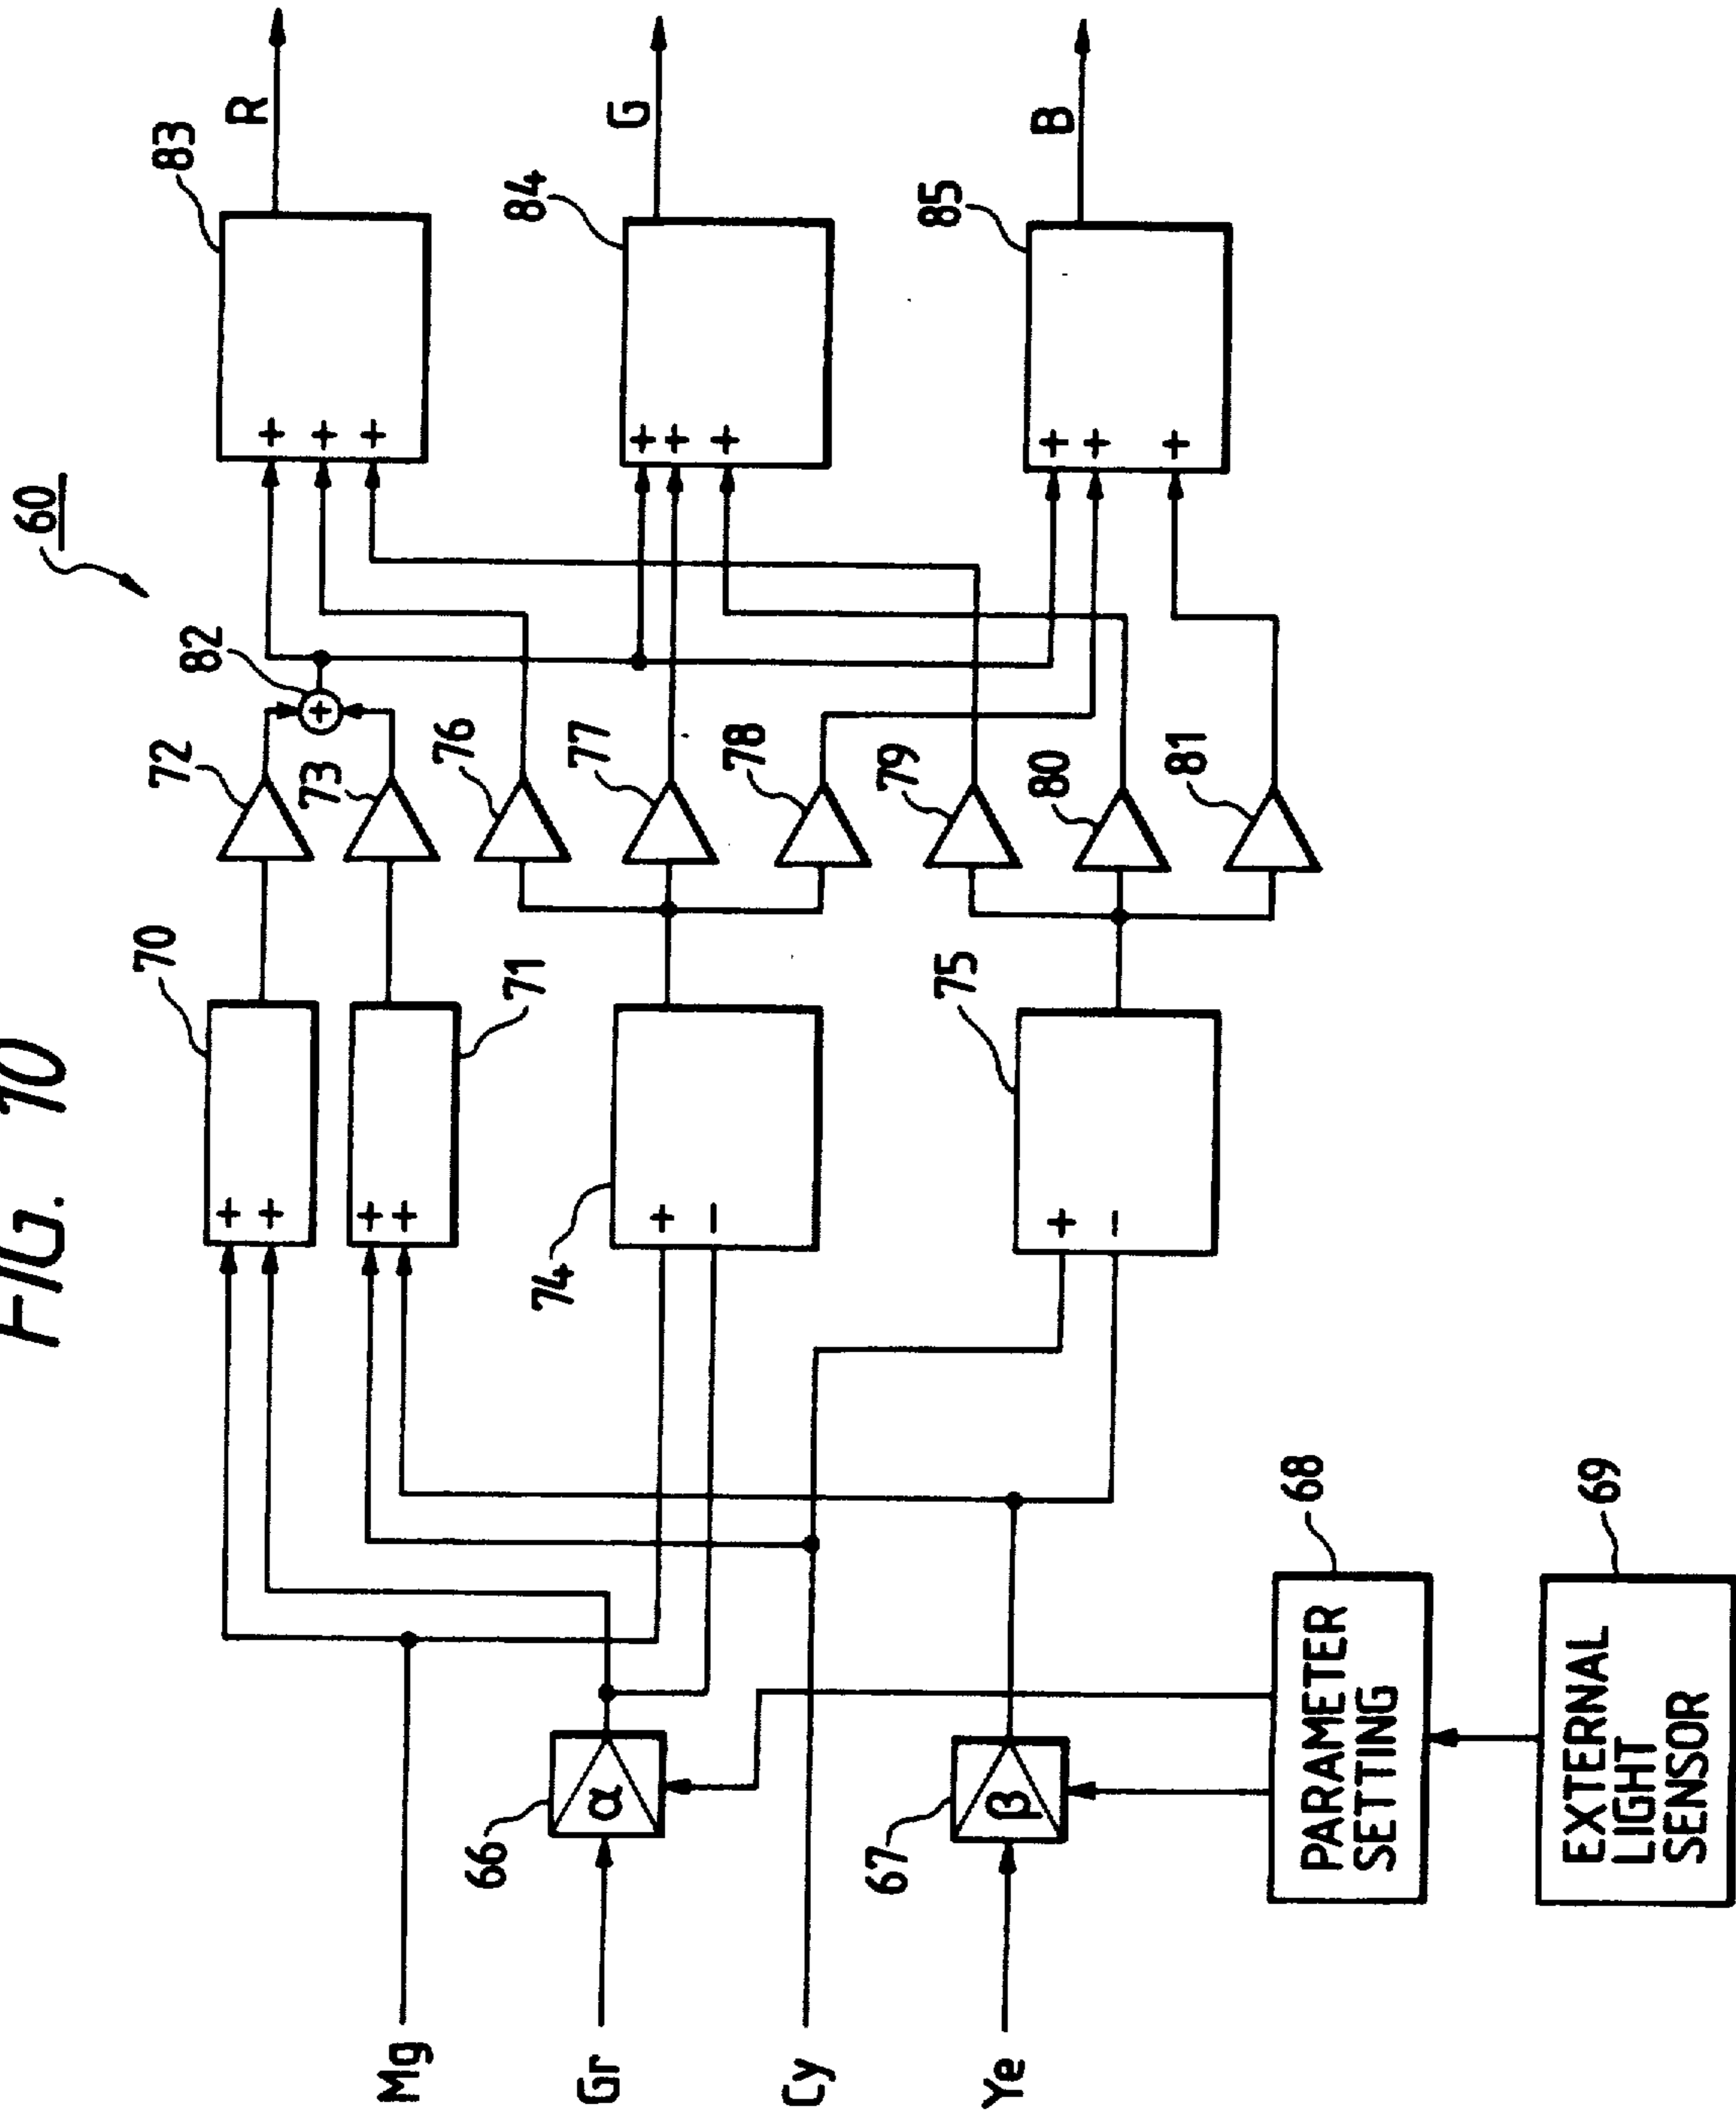 FIG. 10
60
Mg
Gr
Cy
Ye
66
α
67
β
PARAMETER
SETTING
68
EXTERNAL
LIGHT
SENSOR
69
70
+
+
71
+
+
74
+
−
75
+
−
72
73
76
77
78
79
80
81
82
+
83
+
+
+
R
84
+
+
+
G
85
+
+
+
B